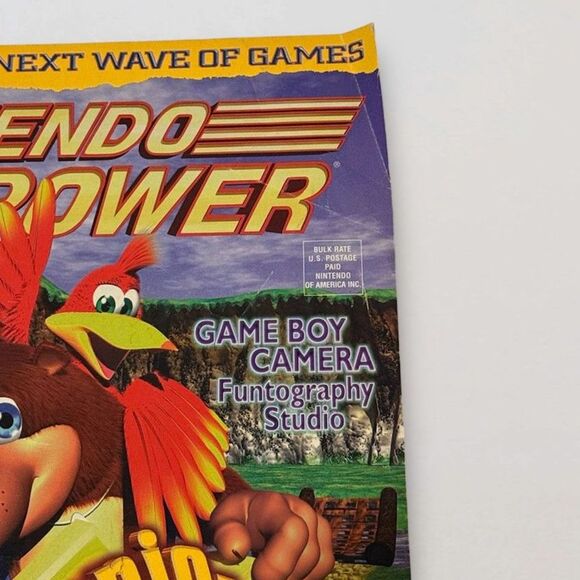 NEXT WAVE OF GAMES
ENDO
POWER
®
BULK RATE
U.S. POSTAGE
PAID
NINTENDO
OF AMERICA INC.
GAME BOY
CAMERA
Funtography
Studio
njo